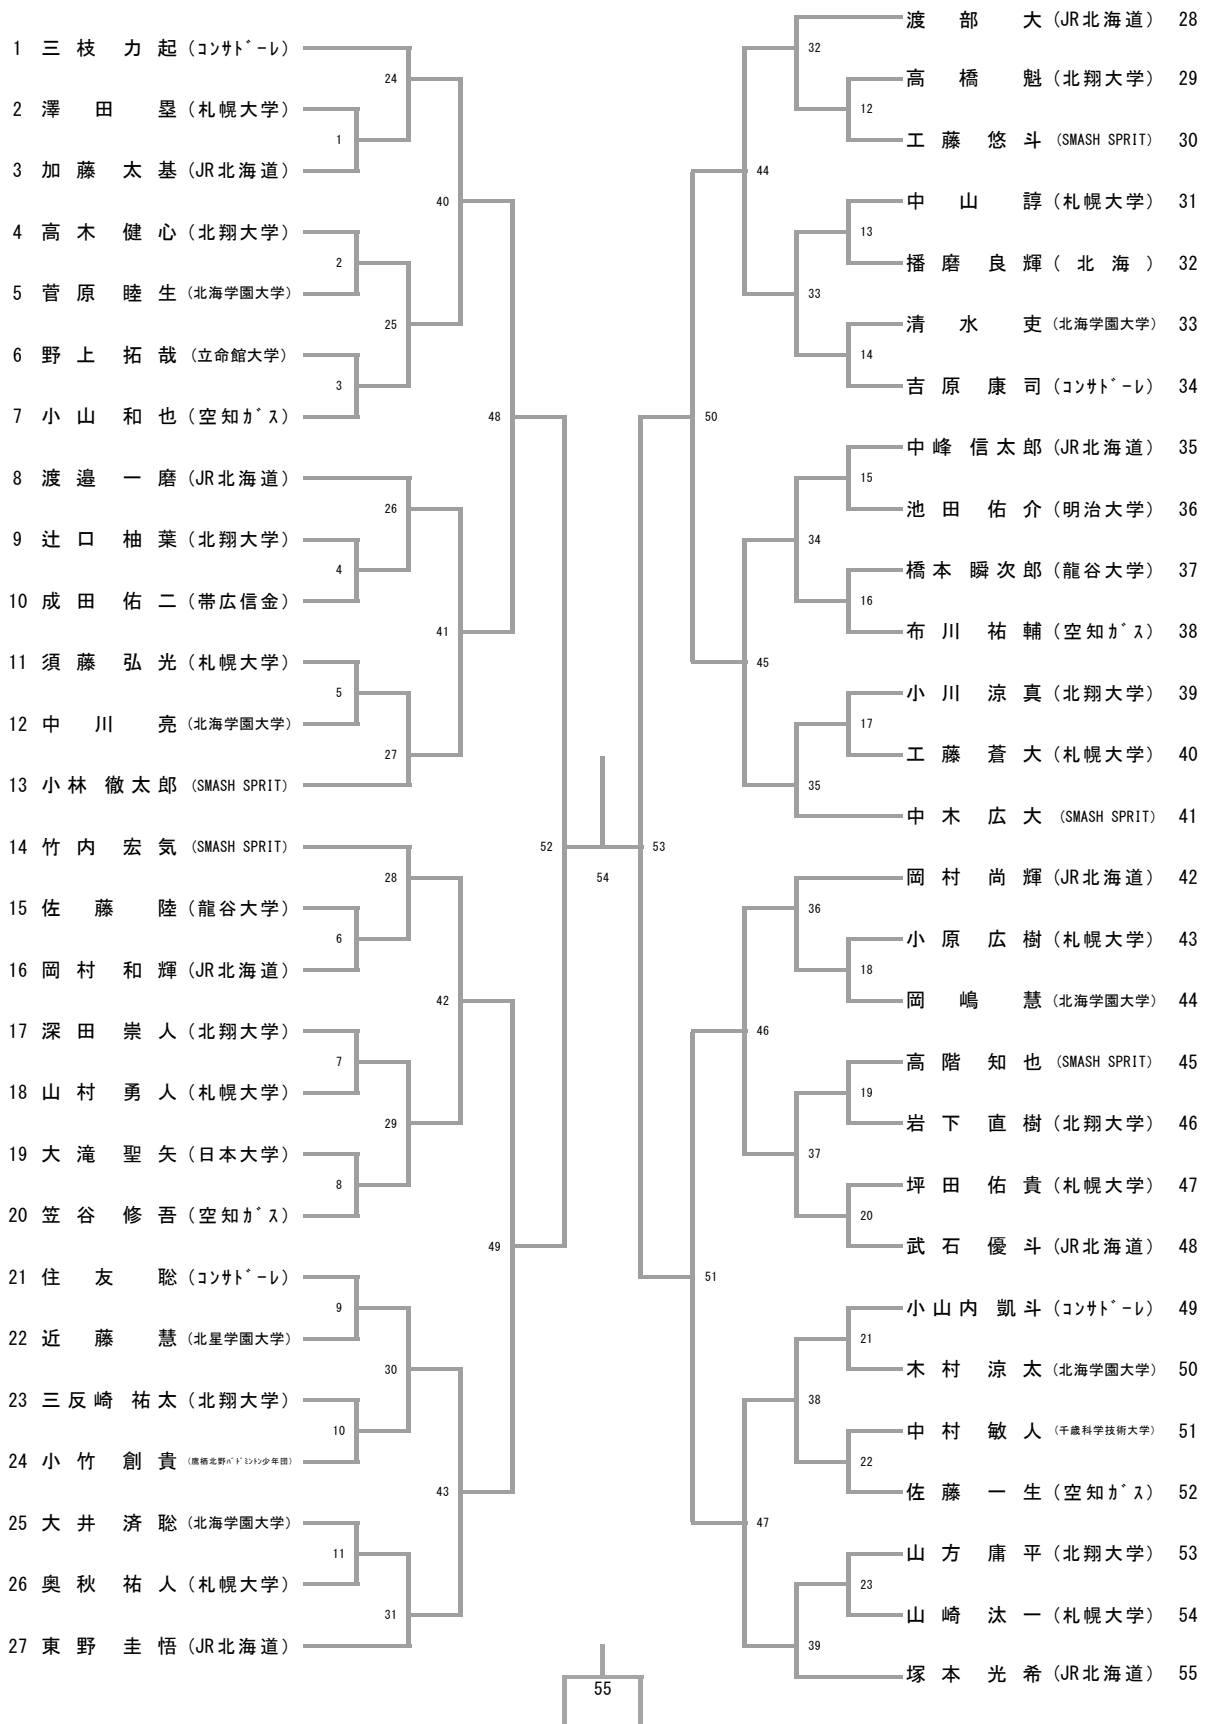 1 三枝 力起 (コンサドーレ)
2 澤田 塁 (札幌大学)
3 加藤 太基 (JR北海道)
4 高木 健心 (北翔大学)
5 菅原 睦生 (北海学園大学)
6 野上 拓哉 (立命館大学)
7 小山 和也 (空知ガス)
8 渡邉 一磨 (JR北海道)
9 辻口 柚葉 (北翔大学)
10 成田 佑二 (帯広信金)
11 須藤 弘光 (札幌大学)
12 中川 亮 (北海学園大学)
13 小林 徹太郎 (SMASH SPRIT)
14 竹内 宏気 (SMASH SPRIT)
15 佐藤 陸 (龍谷大学)
16 岡村 和輝 (JR北海道)
17 深田 崇人 (北翔大学)
18 山村 勇人 (札幌大学)
19 大滝 聖矢 (日本大学)
20 笠谷 修吾 (空知ガス)
21 住友 聡 (コンサドーレ)
22 近藤 慧 (北星学園大学)
23 三反崎 祐太 (北翔大学)
24 小竹 創貴 (鷹栖北野バドミントン少年団)
25 大井 済聡 (北海学園大学)
26 奥秋 祐人 (札幌大学)
27 東野 圭悟 (JR北海道)
24
1
40
2
25
3
48
26
4
41
5
27
52
28
6
42
7
29
8
49
9
30
10
43
11
31
54
55
53
32
12
44
13
33
14
50
15
34
16
45
17
35
36
18
46
19
37
20
51
21
38
22
47
23
39
渡部 大 (JR北海道) 28
高橋 魁 (北翔大学) 29
工藤 悠斗 (SMASH SPRIT) 30
中山 諄 (札幌大学) 31
播磨 良輝 (北海) 32
清水 吏 (北海学園大学) 33
吉原 康司 (コンサドーレ) 34
中峰 信太郎 (JR北海道) 35
池田 佑介 (明治大学) 36
橋本 瞬次郎 (龍谷大学) 37
布川 祐輔 (空知ガス) 38
小川 涼真 (北翔大学) 39
工藤 蒼大 (札幌大学) 40
中木 広大 (SMASH SPRIT) 41
岡村 尚輝 (JR北海道) 42
小原 広樹 (札幌大学) 43
岡嶋 慧 (北海学園大学) 44
高階 知也 (SMASH SPRIT) 45
岩下 直樹 (北翔大学) 46
坪田 佑貴 (札幌大学) 47
武石 優斗 (JR北海道) 48
小山内 凱斗 (コンサドーレ) 49
木村 涼太 (北海学園大学) 50
中村 敏人 (千歳科学技術大学) 51
佐藤 一生 (空知ガス) 52
山方 庸平 (北翔大学) 53
山崎 汰一 (札幌大学) 54
塚本 光希 (JR北海道) 55